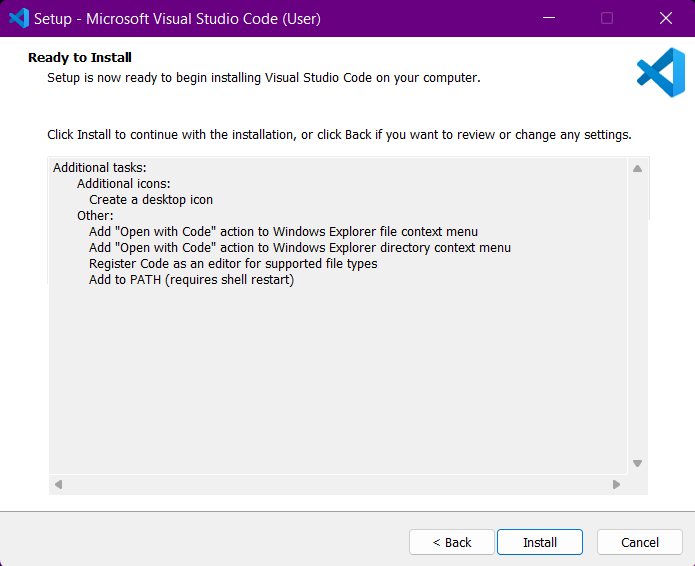 Setup - Microsoft Visual Studio Code (User)
Ready to Install
Setup is now ready to begin installing Visual Studio Code on your computer.
Click Install to continue with the installation, or click Back if you want to review or change any settings.
Additional tasks:
Additional icons:
Create a desktop icon
Other:
Add "Open with Code" action to Windows Explorer file context menu
Add "Open with Code" action to Windows Explorer directory context menu
Register Code as an editor for supported file types
Add to PATH (requires shell restart)
< Back
Install
Cancel